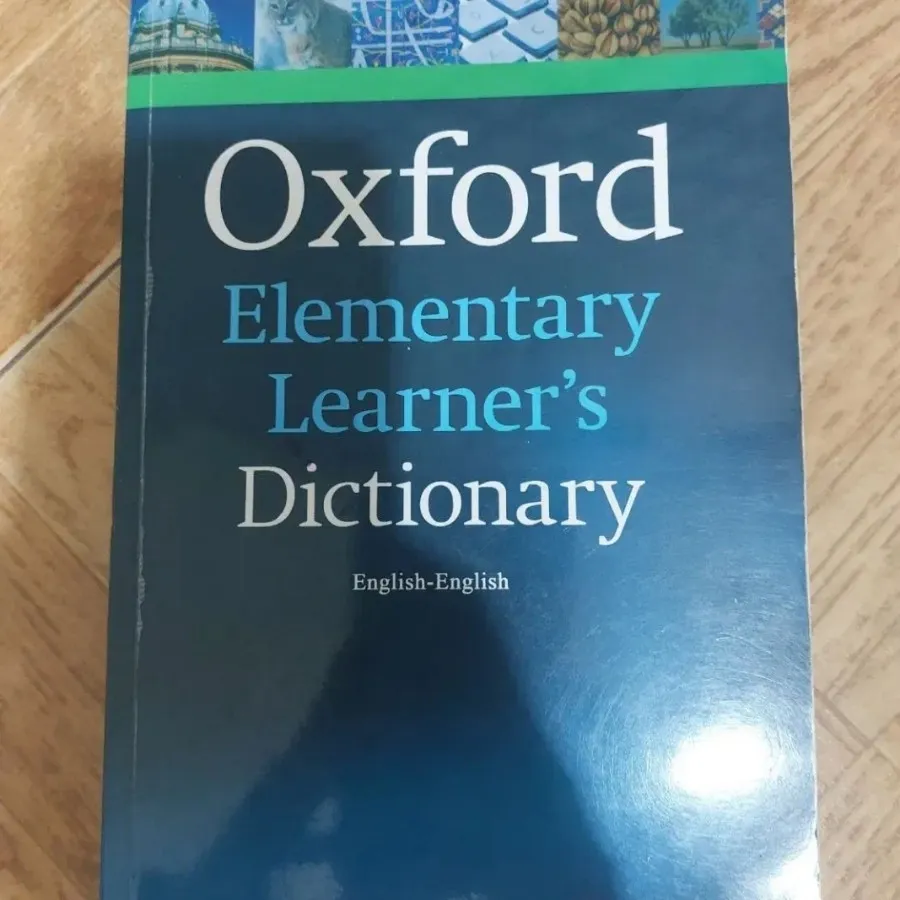 Oxford
Elementary
Learner's
Dictionary
English-English